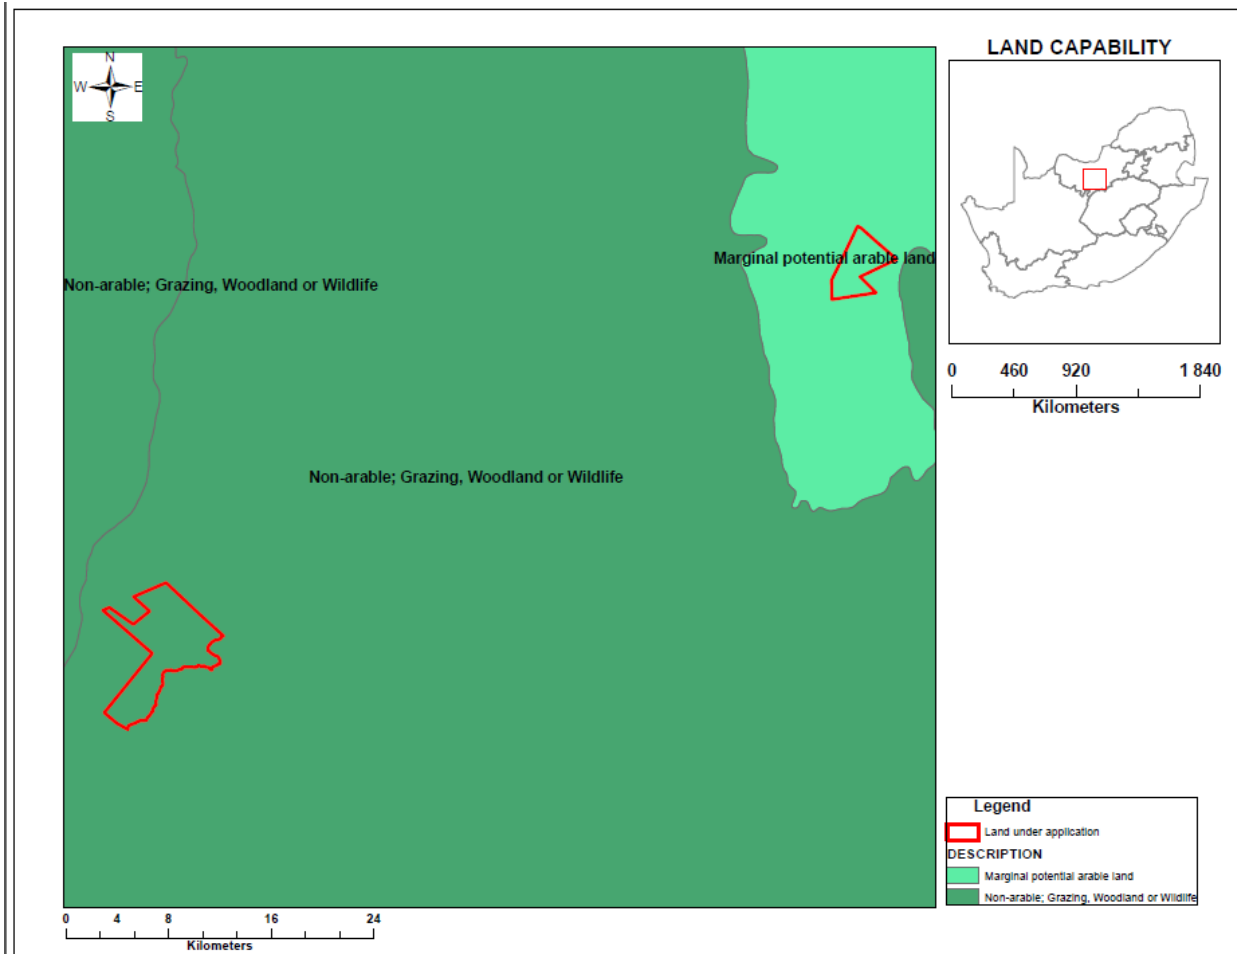 LAND CAPABILITY
N
W E
S
Marginal potential arable land
Non-arable; Grazing, Woodland or Wildlife
0 460 920 1 840
Kilometers
Non-arable; Grazing, Woodland or Wildlife
Legend
Land under application
DESCRIPTION
Marginal potential arable land
Non-arable; Grazing, Woodland or Wildlife
0 4 8 16 24
Kilometers